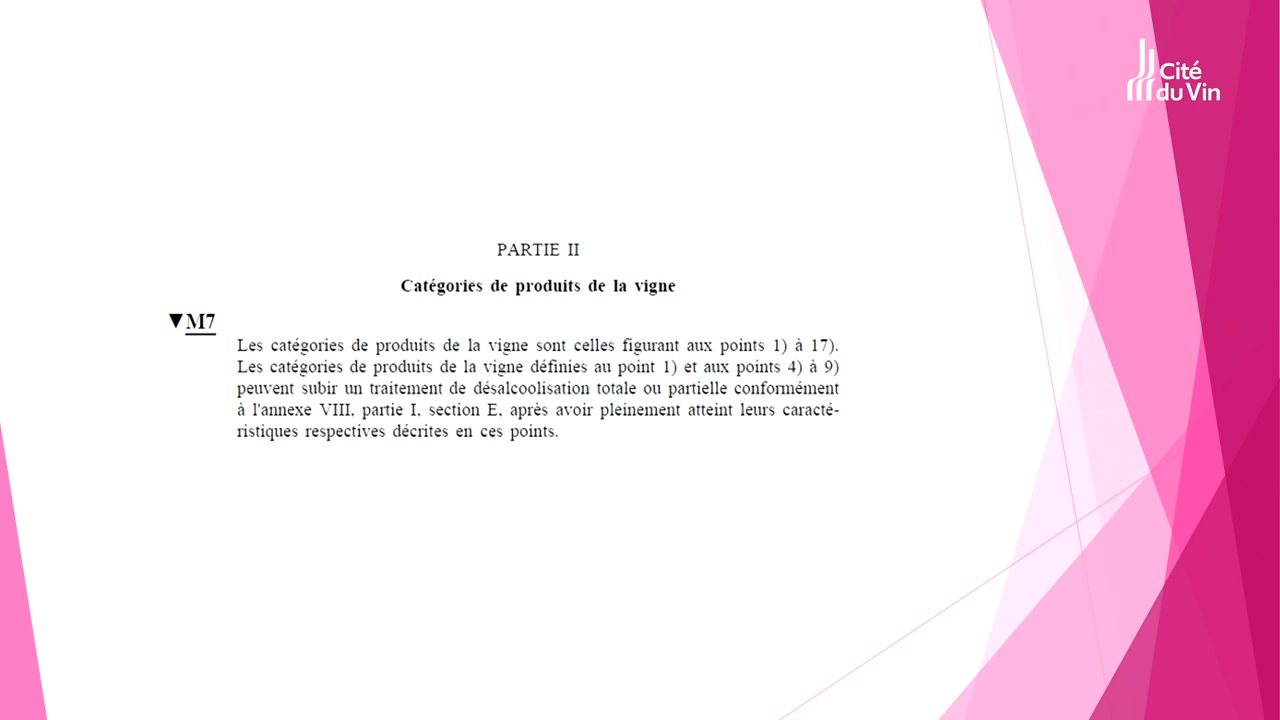 Cité
du Vin
PARTIE II
Catégories de produits de la vigne
▼M7
Les catégories de produits de la vigne sont celles figurant aux points 1) à 17).
Les catégories de produits de la vigne définies au point 1) et aux points 4) à 9)
peuvent subir un traitement de désalcoolisation totale ou partielle conformément
à l'annexe VIII, partie I, section E, après avoir pleinement atteint leurs caracté-
ristiques respectives décrites en ces points.